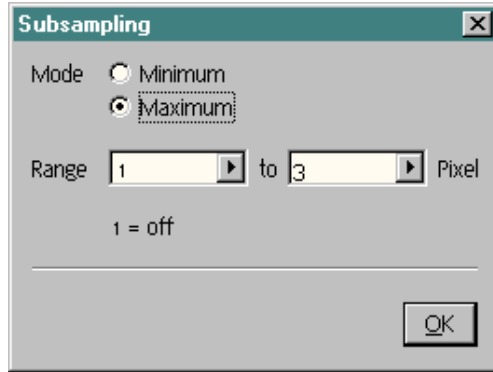 Subsampling
Mode Minimum
Maximum
Range 1 to 3 Pixel
1 = off
OK